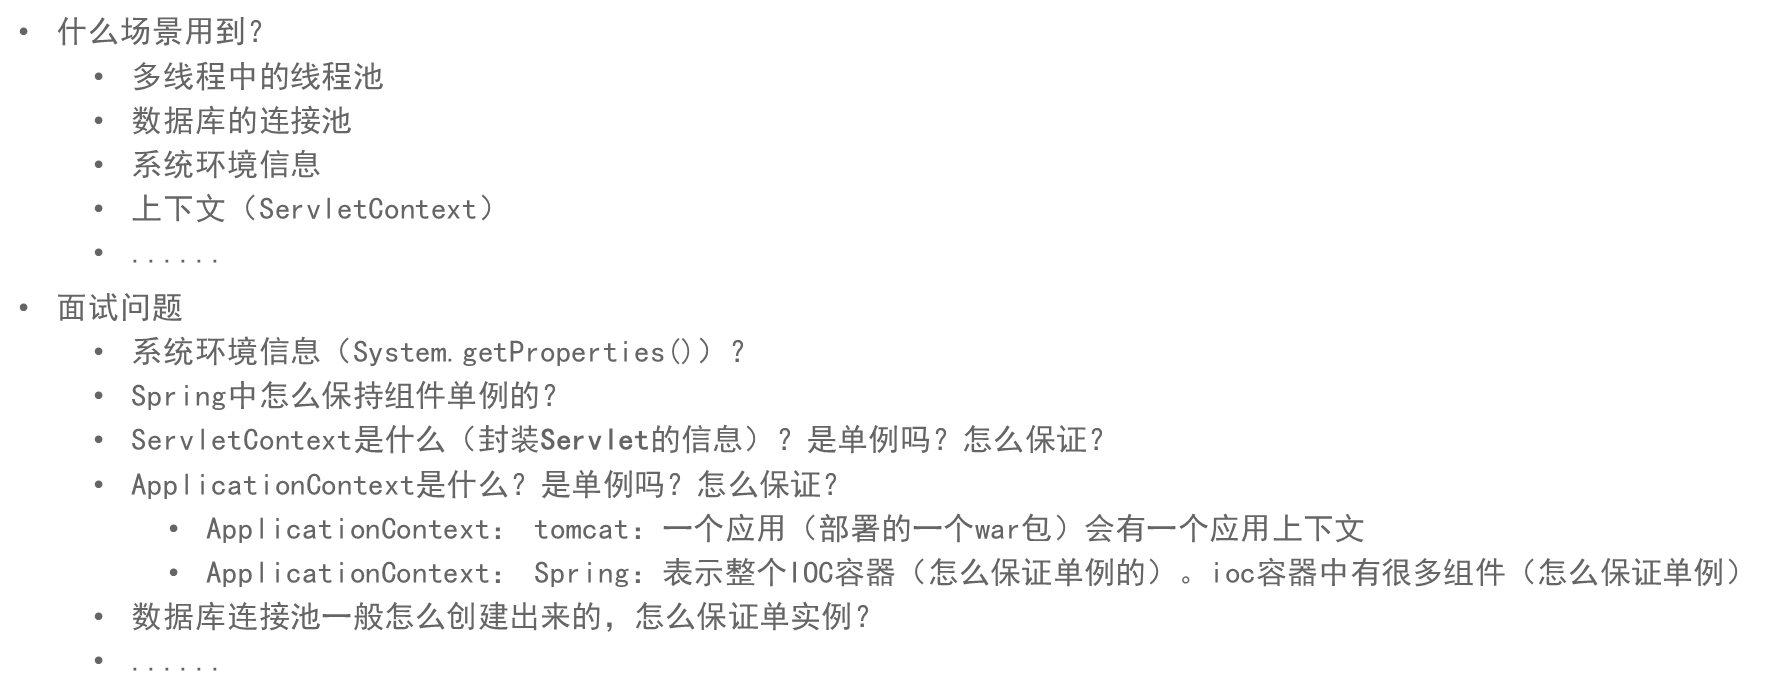 • 什么场景用到？
• 多线程中的线程池
• 数据库的连接池
• 系统环境信息
• 上下文（ServletContext）
• ......
• 面试问题
• 系统环境信息（System.getProperties()）？
• Spring中怎么保持组件单例的？
• ServletContext是什么（封装Servlet的信息）？是单例吗？怎么保证？
• ApplicationContext是什么？是单例吗？怎么保证？
• ApplicationContext： tomcat：一个应用（部署的一个war包）会有一个应用上下文
• ApplicationContext： Spring：表示整个IOC容器（怎么保证单例的）。ioc容器中有很多组件（怎么保证单例）
• 数据库连接池一般怎么创建出来的，怎么保证单实例？
• ......